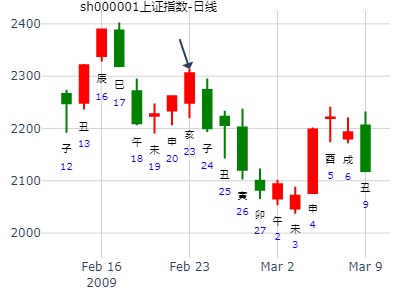 sh000001上证指数-日线
2400
2300
2200
2100
2000
子
12
丑
13
辰
16
巳
17
午
18
未
19
申
20
亥
23
子
24
丑
25
寅
26
卯
27
午
2
未
3
申
4
酉
5
戌
6
丑
9
Feb 16
2009
Feb 23
Mar 2
Mar 9